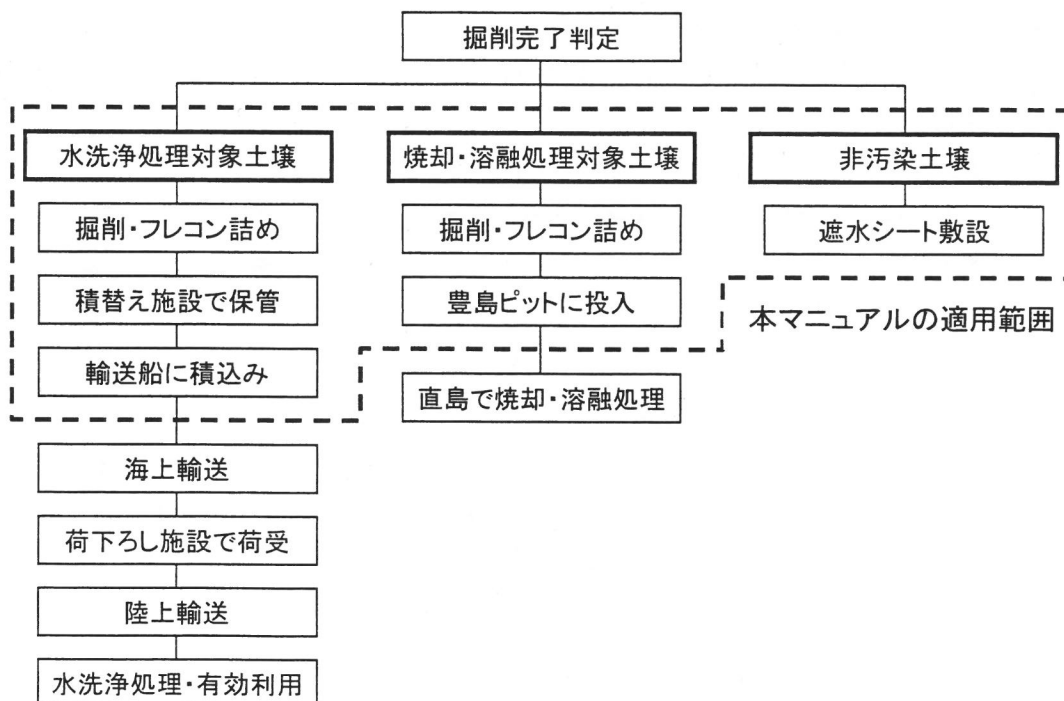 掘削完了判定
水洗浄処理対象土壌
焼却・溶融処理対象土壌
非汚染土壌
掘削・フレコン詰め
掘削・フレコン詰め
遮水シート敷設
積替え施設で保管
豊島ピットに投入
本マニュアルの適用範囲
輸送船に積込み
直島で焼却・溶融処理
海上輸送
荷下ろし施設で荷受
陸上輸送
水洗浄処理・有効利用